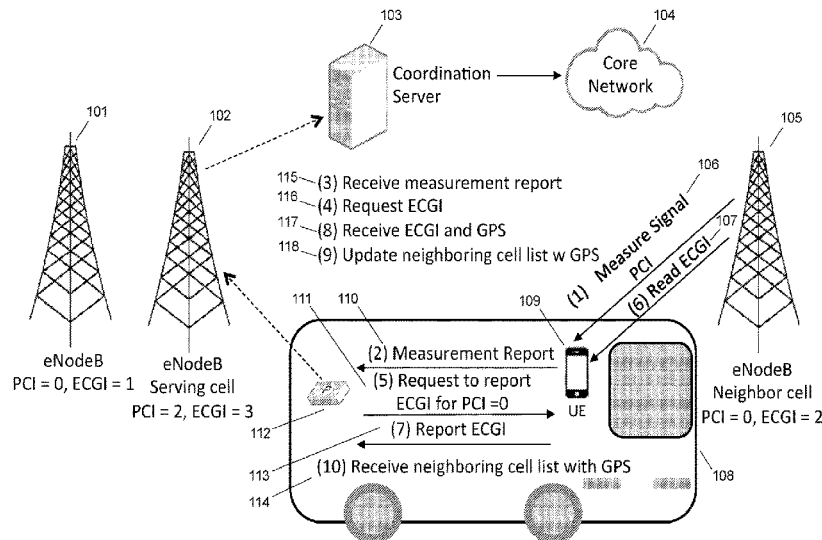 103
104
Coordination
Server
Core
Network
101
102
105
106
107
115 (3) Receive measurement report
116 (4) Request ECGI
117 (8) Receive ECGI and GPS
118 (9) Update neighboring cell list w GPS
(1) Measure Signal
PCI
(6) Read ECGI
eNodeB
PCI = 0, ECGI = 1
eNodeB
Serving cell
PCI = 2, ECGI = 3
eNodeB
Neighbor cell
PCI = 0, ECGI = 2
110
111
109
(2) Measurement Report
(5) Request to report
ECGI for PCI =0
UE
112
(7) Report ECGI
113
(10) Receive neighboring cell list with GPS
114
108